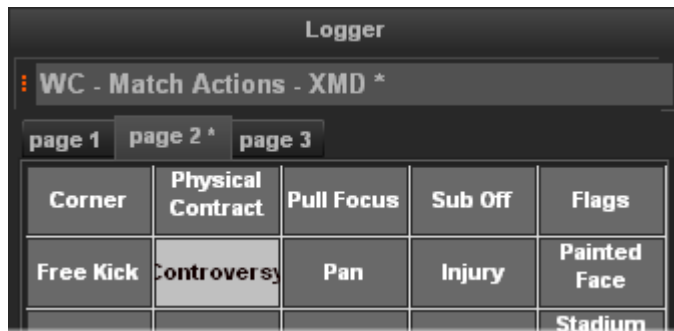 Logger
WC - Match Actions - XMD *
page 1 page 2 * page 3
Corner
Physical
Contract
Pull Focus
Sub Off
Flags
Free Kick
Controversy
Pan
Injury
Painted
Face
Stadium